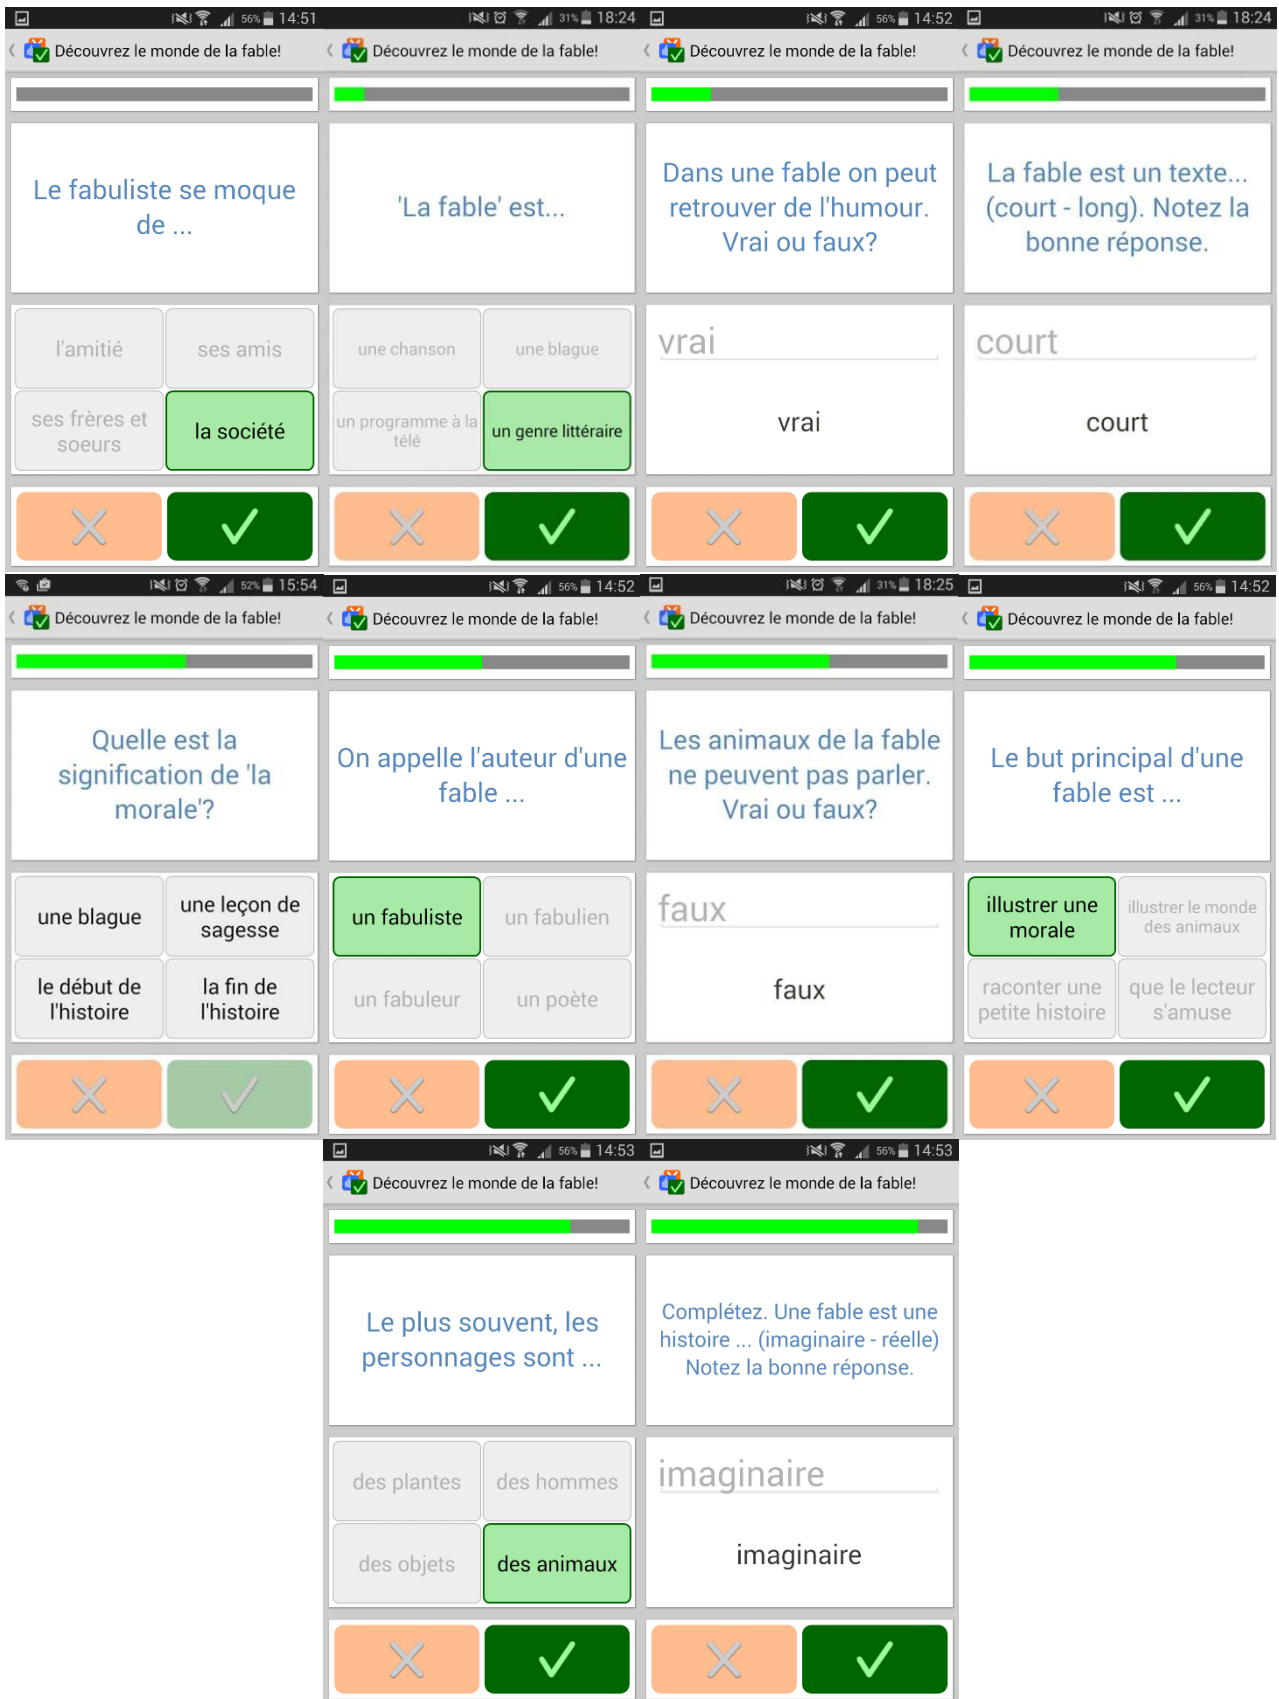 56% 14:51
Découvrez le monde de la fable!
Le fabuliste se moque
de ...
l'amitié
ses amis
ses frères et
soeurs
la société
31% 18:24
Découvrez le monde de la fable!
'La fable' est...
une chanson
une blague
un programme à la
télé
un genre littéraire
56% 14:52
Découvrez le monde de la fable!
Dans une fable on peut
retrouver de l'humour.
Vrai ou faux?
vrai
vrai
31% 18:24
Découvrez le monde de la fable!
La fable est un texte...
(court - long). Notez la
bonne réponse.
court
court
52% 15:54
Découvrez le monde de la fable!
Quelle est la
signification de 'la
morale'?
une blague
une leçon de
sagesse
le début de
l'histoire
la fin de
l'histoire
56% 14:52
Découvrez le monde de la fable!
On appelle l'auteur d'une
fable ...
un fabuliste
un fabulien
un fabuleur
un poète
31% 18:25
Découvrez le monde de la fable!
Les animaux de la fable
ne peuvent pas parler.
Vrai ou faux?
faux
faux
56% 14:52
Découvrez le monde de la fable!
Le but principal d'une
fable est ...
illustrer une
morale
illustrer le monde
des animaux
raconter une
petite histoire
que le lecteur
s'amuse
56% 14:53
Découvrez le monde de la fable!
Le plus souvent, les
personnages sont ...
des plantes
des hommes
des objets
des animaux
56% 14:53
Découvrez le monde de la fable!
Complétez. Une fable est une
histoire ... (imaginaire - réelle)
Notez la bonne réponse.
imaginaire
imaginaire